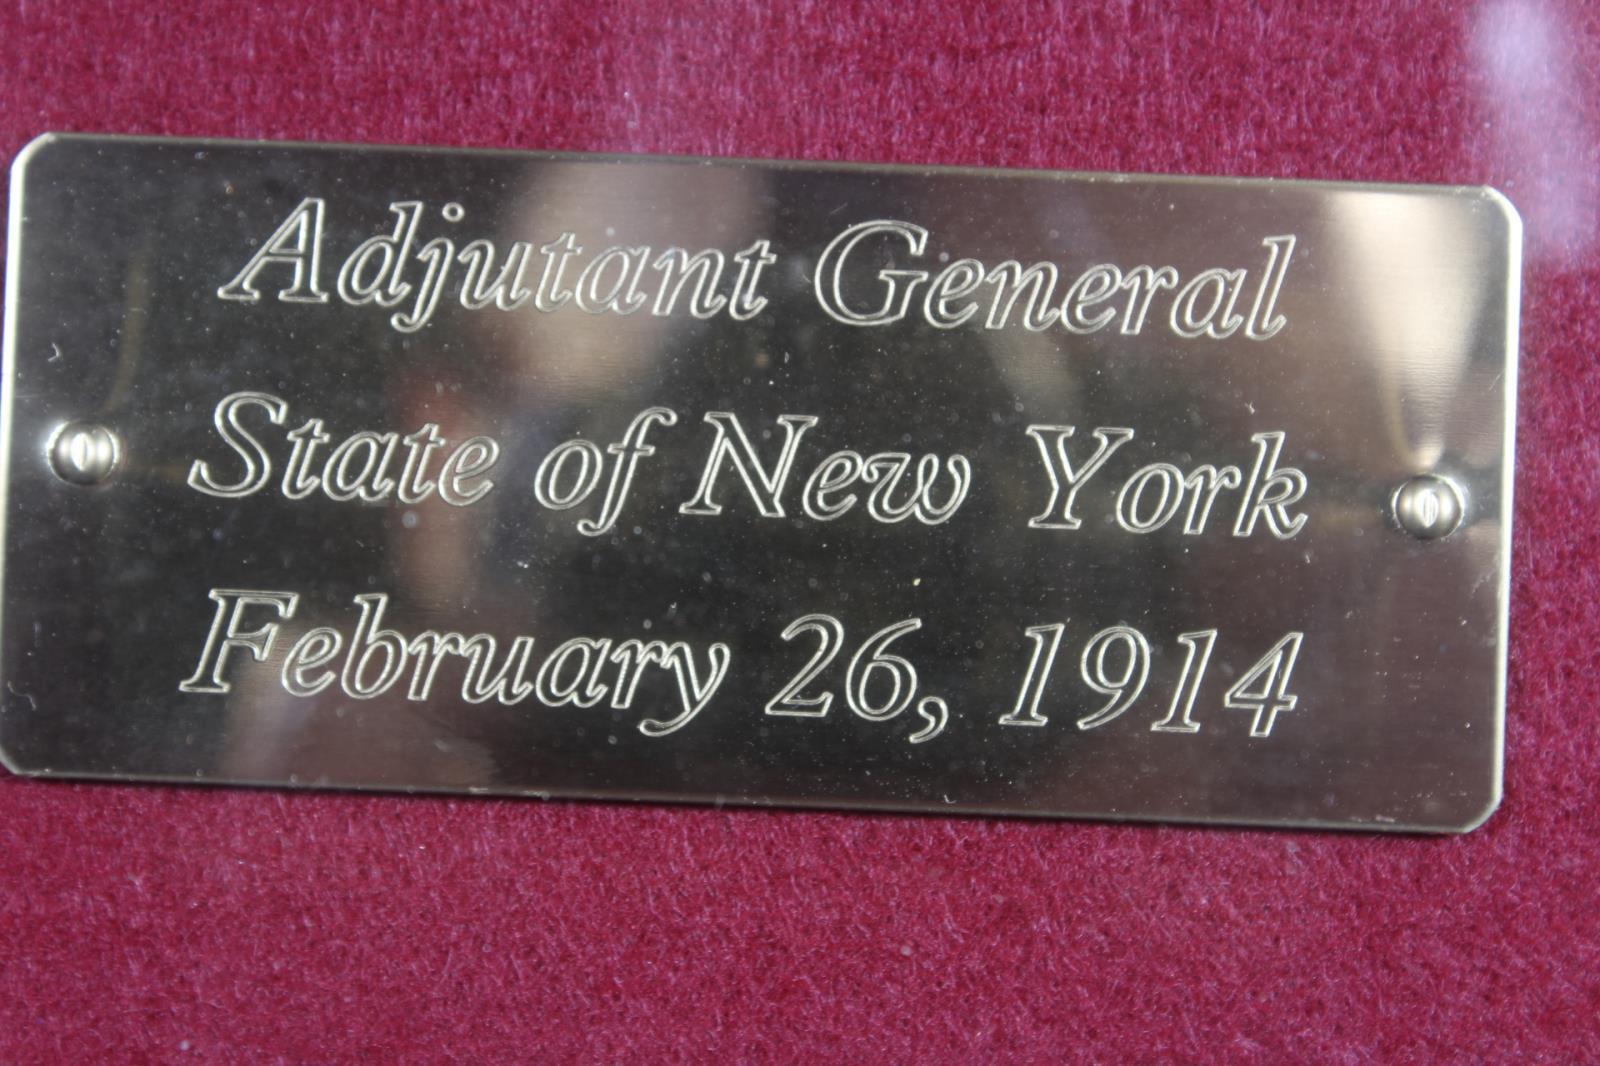 Adjutant General
State of New York
February 26, 1914